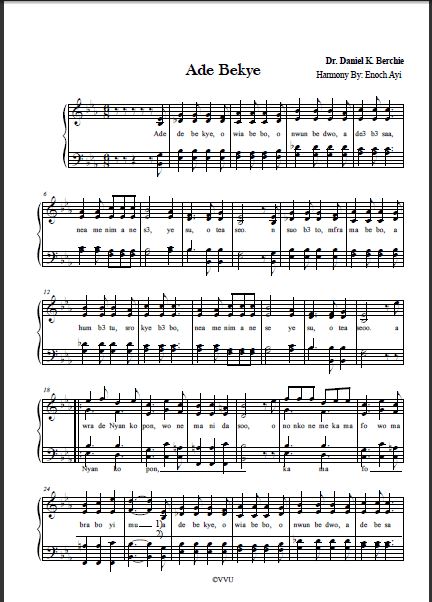 Ade Bekye
Dr. Daniel K. Berchie
Harmony By: Enoch Ayi
Ade de be kye, o wia be bo, o nwun be dwo, a de3 b3 saa,
6
nea me nim a ne s3, ye su, o tea seo. n suo b3 to, mfra ma be bo, a
12
hum b3 tu, sro kye b3 bo, nea me nim a ne se ye su, o tea seoo. a
18
wra de Nyan ko pon, wo ne ma ni da soo, o no nko ne me ka ma fo wo ma
Nyan ko pon, ka ma fo
24
bra bo yi mu 1)a de be kye, o wia be bo, o nwun be dwo, a de be sa
2)
©VVU